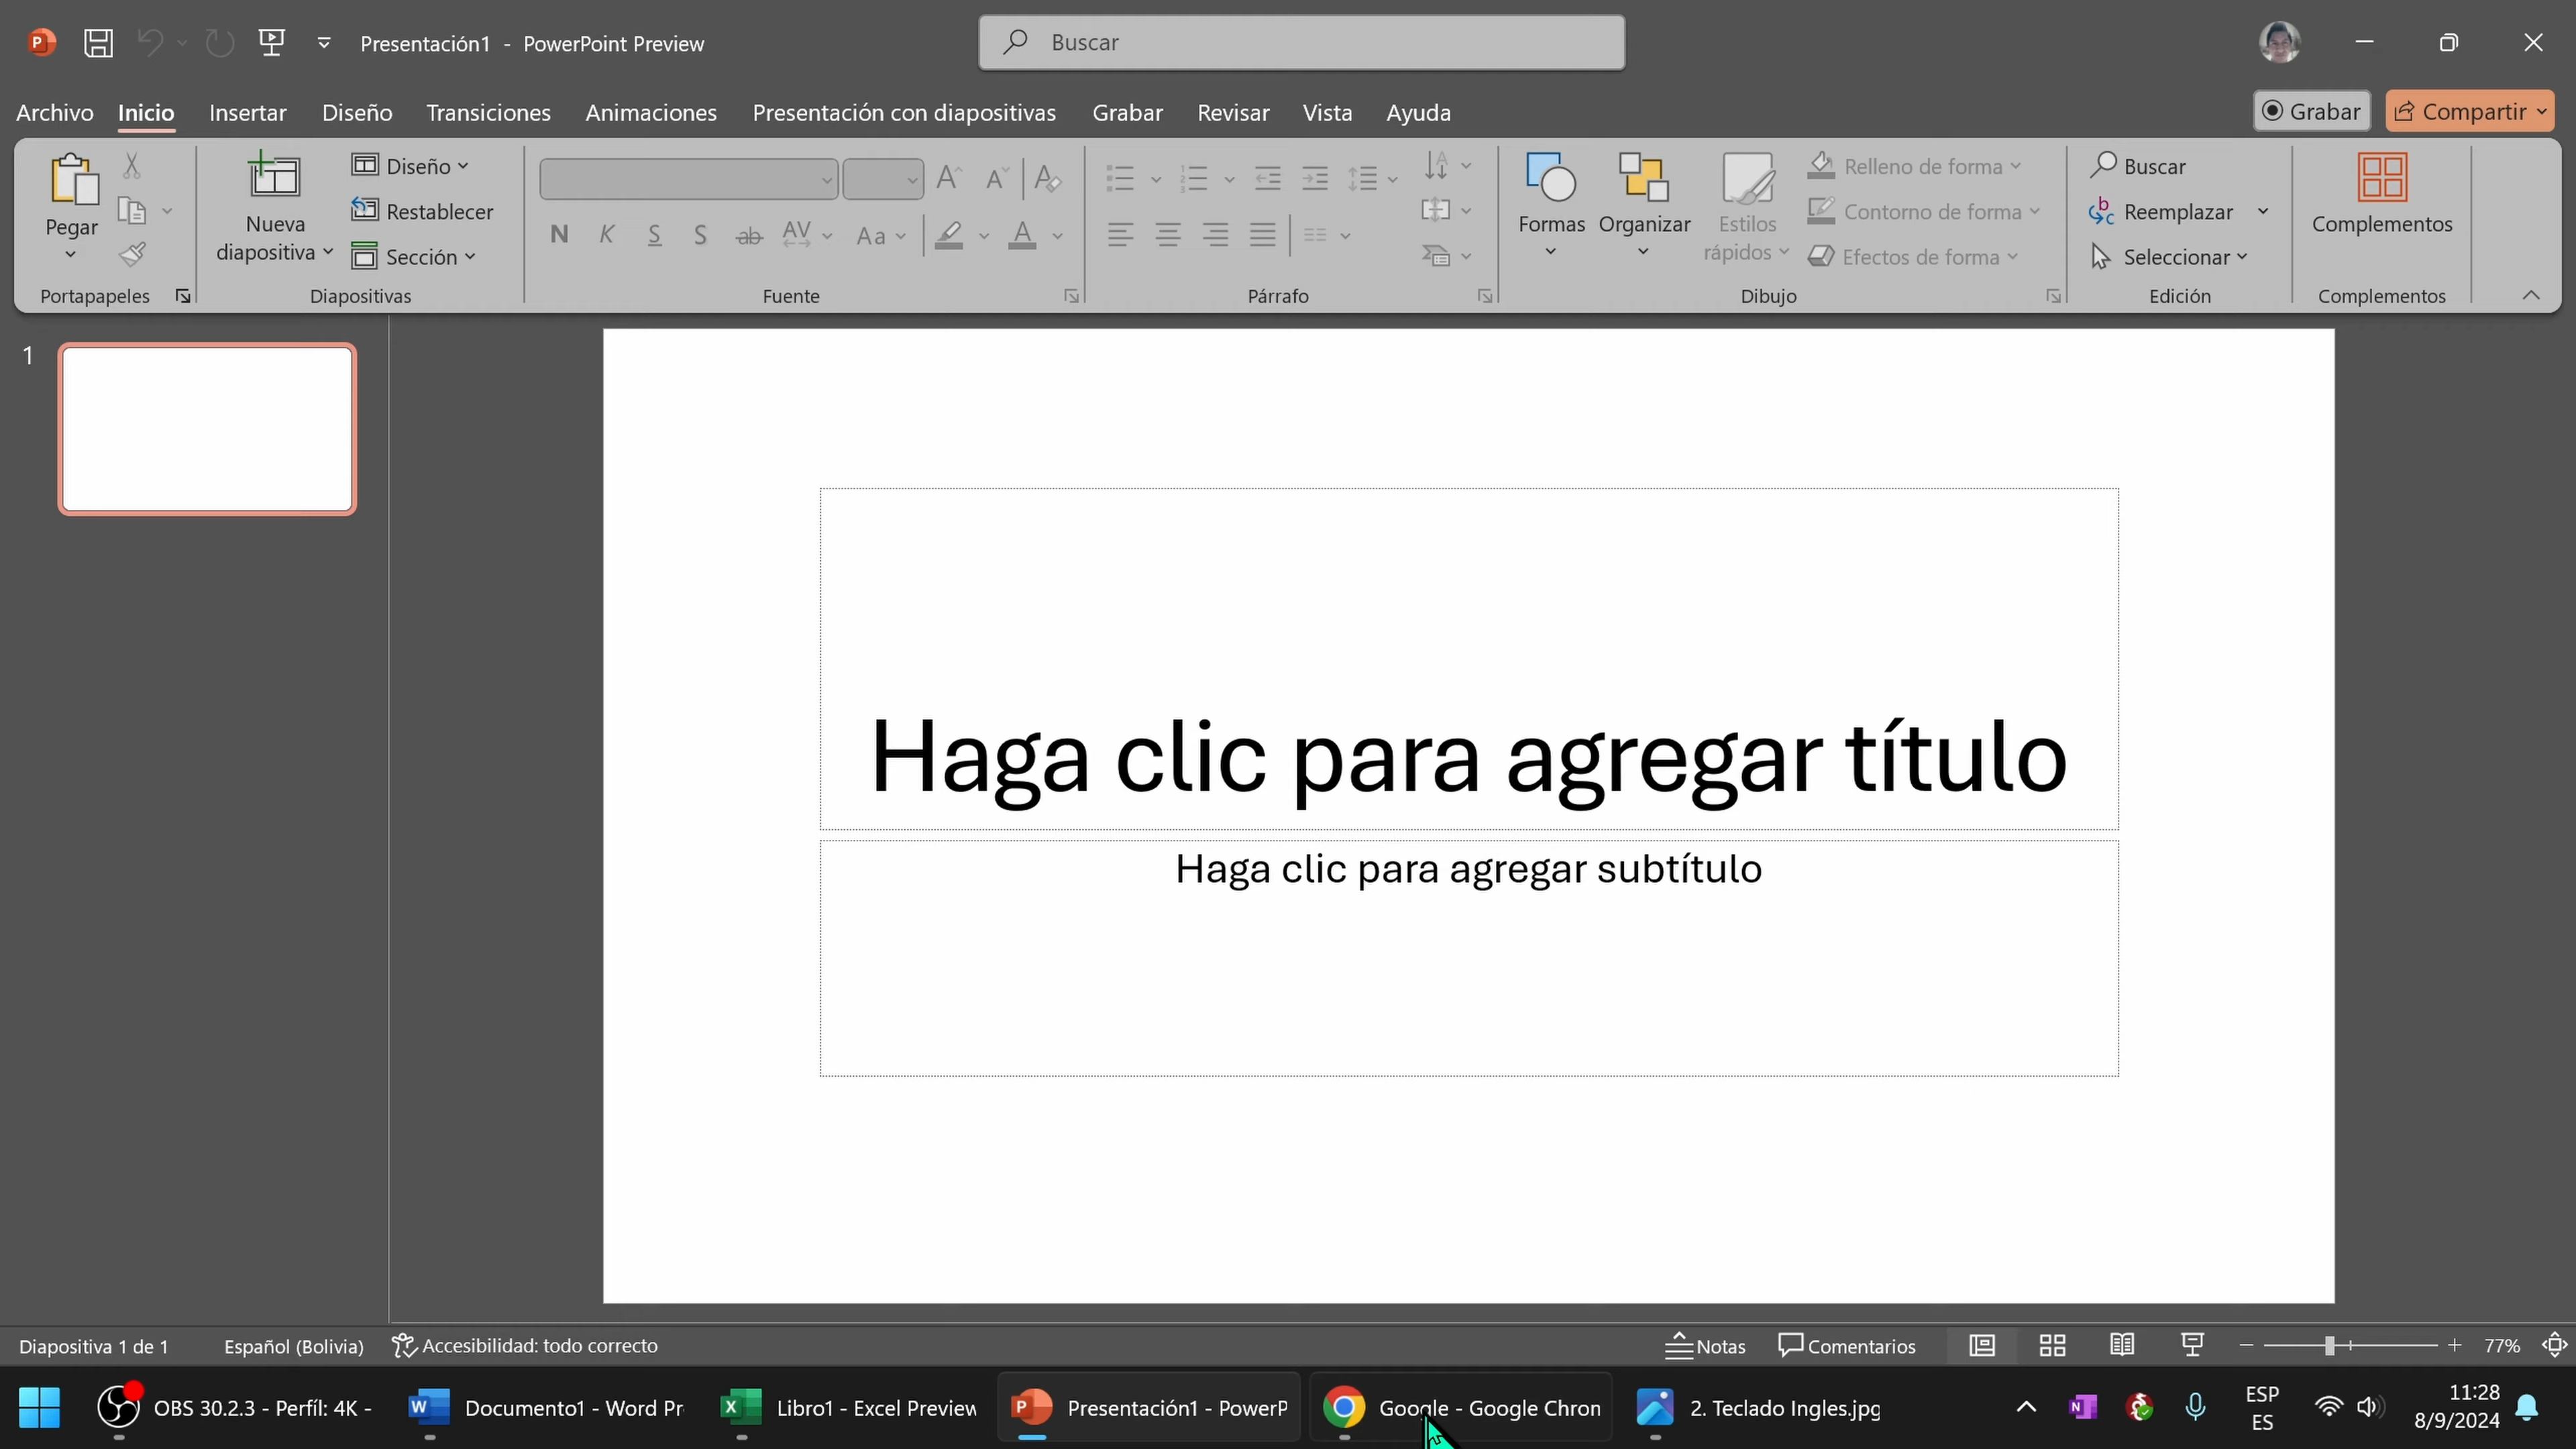 Presentación1 - PowerPoint Preview
Buscar
Archivo Inicio Insertar Diseño Transiciones Animaciones Presentación con diapositivas Grabar Revisar Vista Ayuda
Grabar Compartir
Pegar
Portapapeles
Nueva
diapositiva
Diseño
Restablecer
Sección
Diapositivas
N K S S ab AV Aa A
Fuente
Párrafo
Formas
Organizar
Estilos
rápidos
Relleno de forma
Contorno de forma
Efectos de forma
Dibujo
Buscar
Reemplazar
Seleccionar
Edición
Complementos
Complementos
1
Haga clic para agregar título
Haga clic para agregar subtítulo
Diapositiva 1 de 1 Español (Bolivia) Accesibilidad: todo correcto
Notas Comentarios 77%
OBS 30.2.3 - Perfíl: 4K - Documento1 - Word Pr Libro1 - Excel Preview Presentación1 - PowerP Google - Google Chron 2. Teclado Ingles.jpg
ESP
ES
11:28
8/9/2024